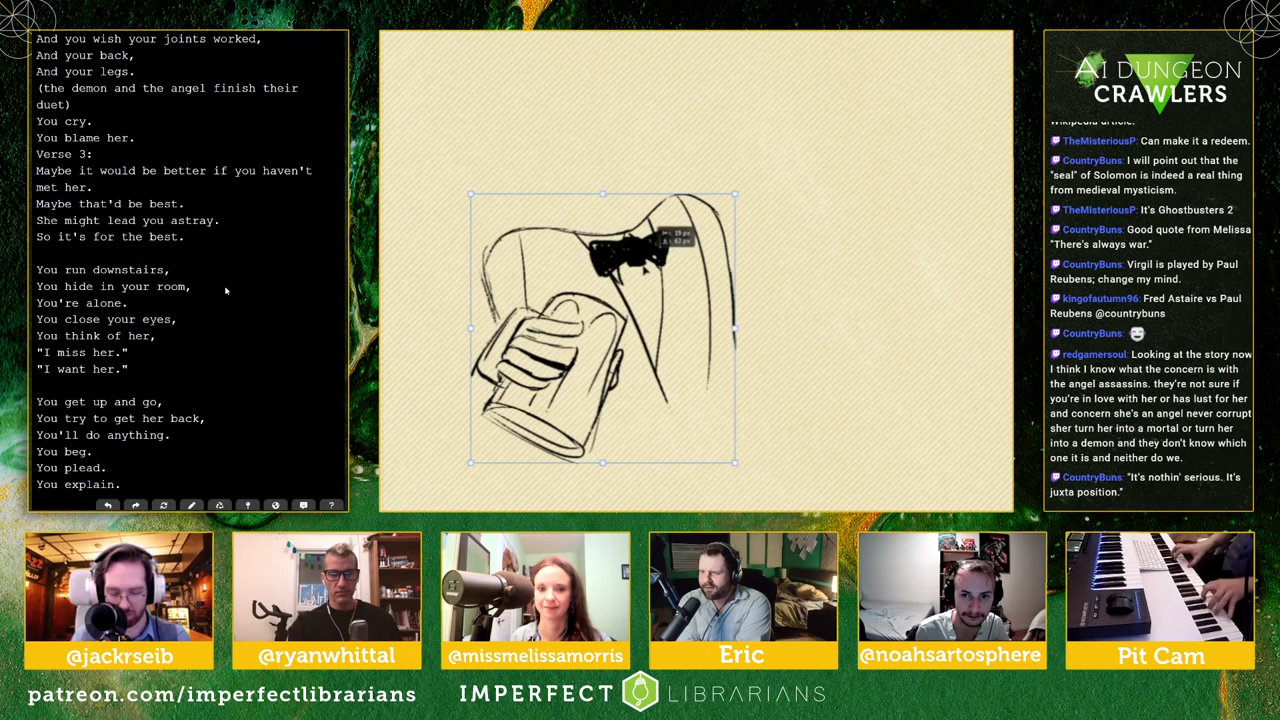 And you wish your joints worked,
And your back,
And your legs.
(the demon and the angel finish their
duet)
You cry.
You blame her.
Verse 3:
Maybe it would be better if you haven't
met her.
Maybe that'd be best.
She might lead you astray.
So it's for the best.
You run downstairs,
You hide in your room,
You're alone.
You close your eyes,
You think of her,
"I miss her."
"I want her."
You get up and go,
You try to get her back,
You'll do anything.
You beg.
You plead.
You explain.
?
AI DUNGEON
CRAWLERS
Wikipedia article.
TheMisteriousP: Can make it a redeem.
CountryBuns: I will point out that the
"seal" of Solomon is indeed a real thing
from medieval mysticism.
TheMisteriousP: It's Ghostbusters 2
CountryBuns: Good quote from Melissa
"There's always war."
CountryBuns: Virgil is played by Paul
Reubens; change my mind.
kingofautumn96: Fred Astaire vs Paul
Reubens @countrybuns
CountryBuns:
redgamersoul: Looking at the story now
I think I know what the concern is with
the angel assassins. they're not sure if
you're in love with her or has lust for her
and concern she's an angel never corrupt
sher turn her into a mortal or turn her
into a demon and they don't know which
one it is and neither do we.
CountryBuns: "It's nothin' serious. It's
juxta position."
@jackrseib
@ryanwhittal
@missmelissamorris
Eric
@noahsartosphere
Pit Cam
patreon.com/imperfectlibrarians
IMPERFECT LIBRARIANS